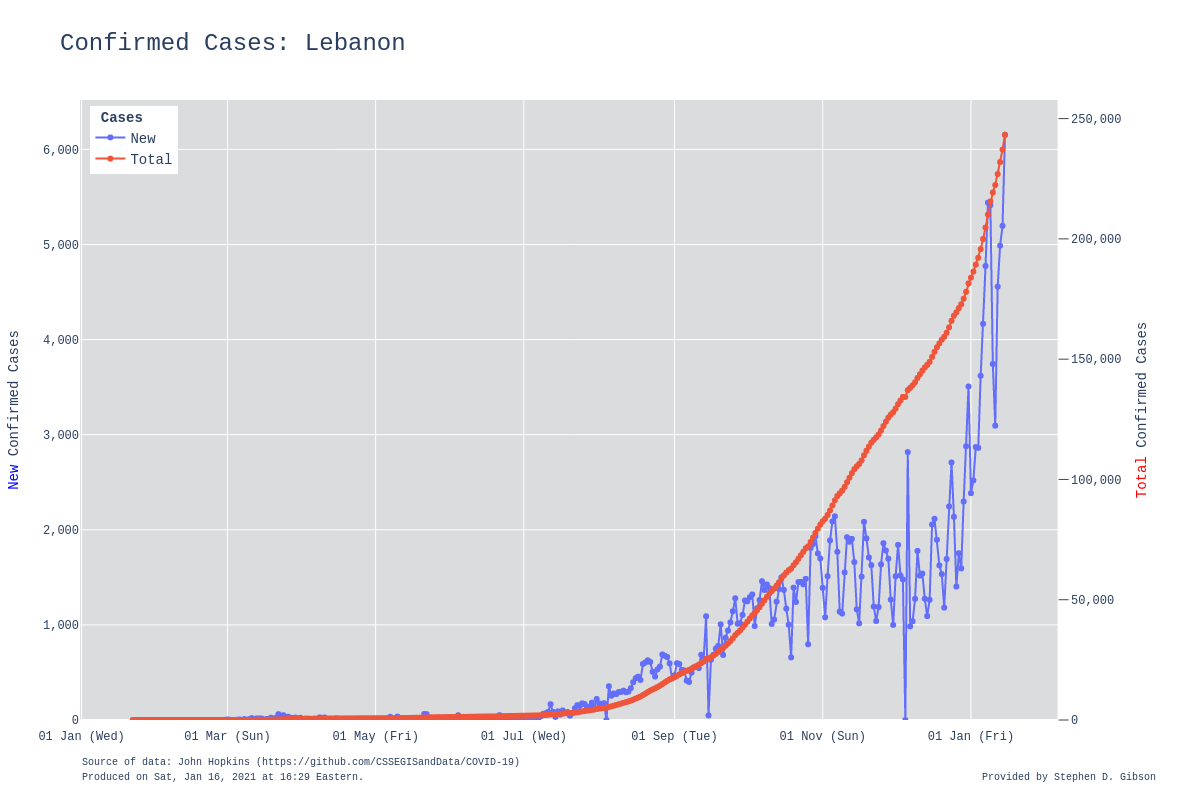 Confirmed Cases: Lebanon
Cases
New
Total
6,000
5,000
4,000
3,000
2,000
1,000
0
250,000
200,000
150,000
100,000
50,000
0
New Confirmed Cases
Total Confirmed Cases
01 Jan (Wed) 01 Mar (Sun) 01 May (Fri) 01 Jul (Wed) 01 Sep (Tue) 01 Nov (Sun) 01 Jan (Fri)
Source of data: John Hopkins (https://github.com/CSSEGISandData/COVID-19)
Produced on Sat, Jan 16, 2021 at 16:29 Eastern.
Provided by Stephen D. Gibson